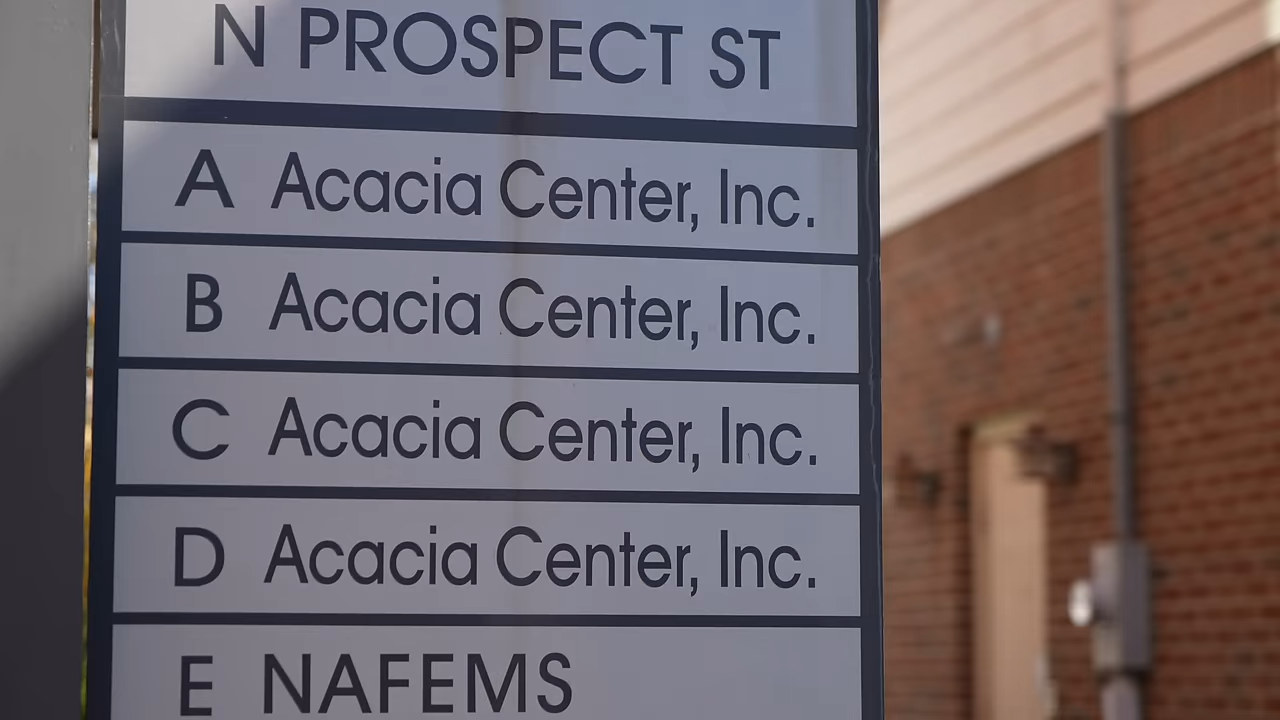 N PROSPECT ST
A Acacia Center, Inc.
B Acacia Center, Inc.
C Acacia Center, Inc.
D Acacia Center, Inc.
E NAFEMS